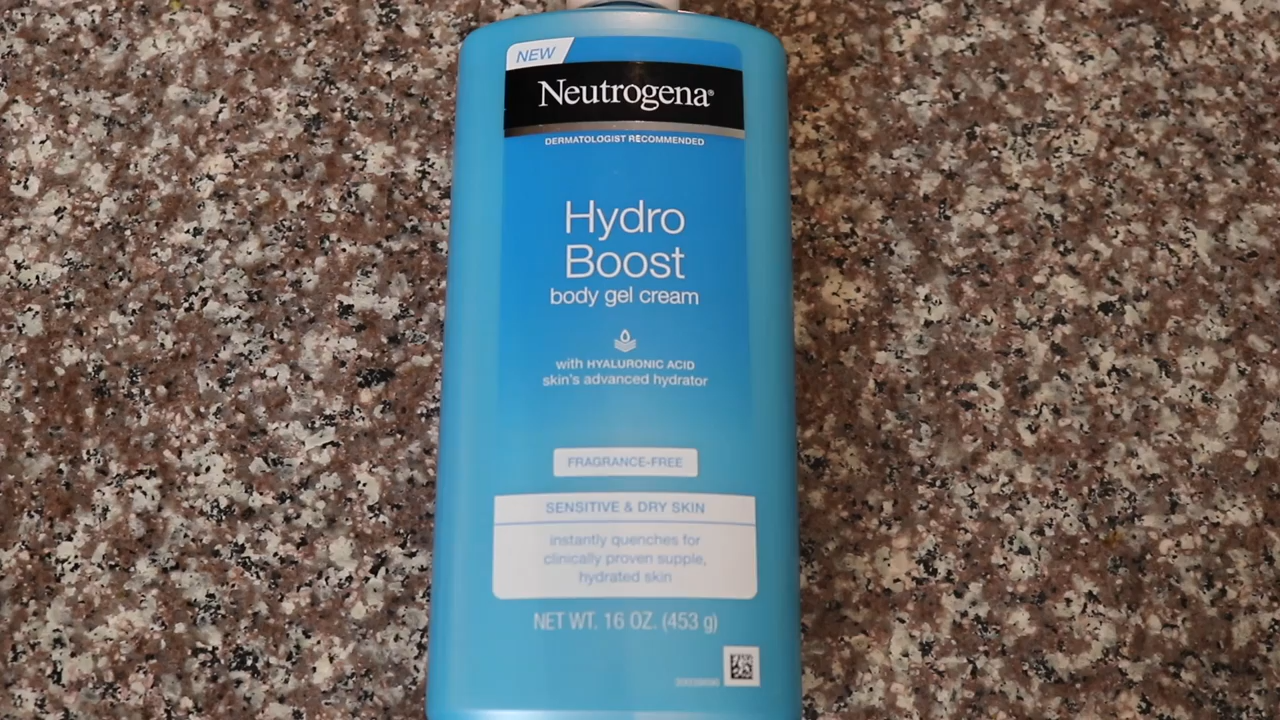 NEW
Neutrogena®
DERMATOLOGIST RECOMMENDED
Hydro
Boost
body gel cream
with HYALURONIC ACID
skin's advanced hydrator
FRAGRANCE-FREE
SENSITIVE & DRY SKIN
instantly quenches for
clinically proven supple,
hydrated skin
NET WT. 16 OZ. (453 g)